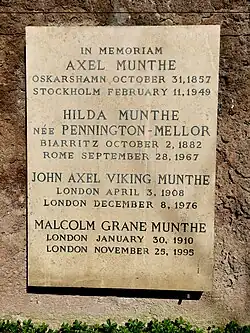 IN MEMORIAM
AXEL MUNTHE
OSKARSHAMN OCTOBER 31, 1857
STOCKHOLM FEBRUARY 11, 1949
HILDA MUNTHE
NÉE PENNINGTON-MELLOR
BIARRITZ OCTOBER 2, 1882
ROME SEPTEMBER 28, 1967
JOHN AXEL VIKING MUNTHE
LONDON APRIL 3, 1908
LONDON DECEMBER 8, 1976
MALCOLM GRANE MUNTHE
LONDON JANUARY 30, 1910
LONDON NOVEMBER 25, 1995